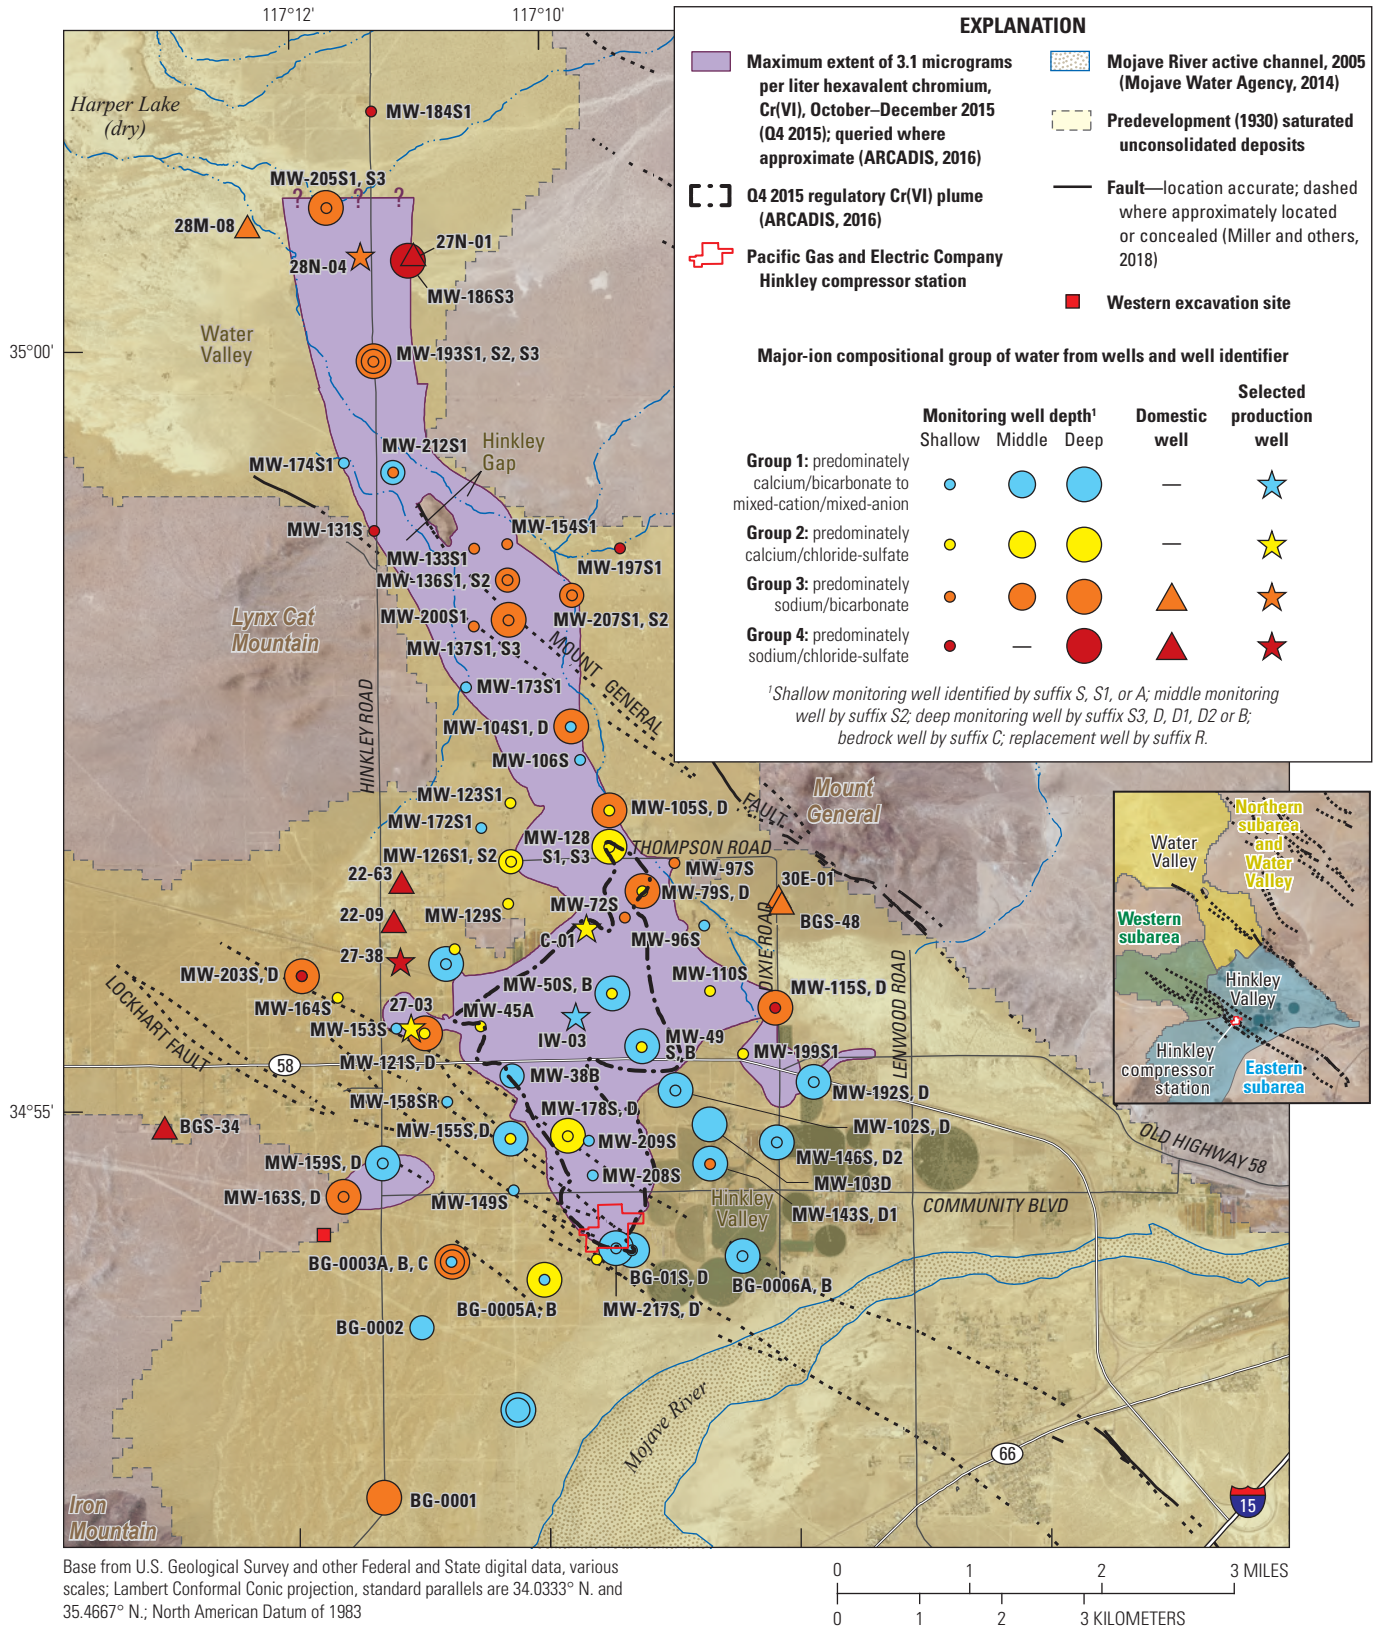 117°12'
117°10'
EXPLANATION
Maximum extent of 3.1 micrograms
per liter hexavalent chromium,
Cr(VI), October–December 2015
(Q4 2015); queried where
approximate (ARCADIS, 2016)
Q4 2015 regulatory Cr(VI) plume
(ARCADIS, 2016)
Pacific Gas and Electric Company
Hinkley compressor station
Mojave River active channel, 2005
(Mojave Water Agency, 2014)
Predevelopment (1930) saturated
unconsolidated deposits
Fault—location accurate; dashed
where approximately located
or concealed (Miller and others,
2018)
Western excavation site
Major-ion compositional group of water from wells and well identifier
Monitoring well depth¹
Shallow Middle Deep
Domestic
well
Selected
production
well
Group 1: predominately
calcium/bicarbonate to
mixed-cation/mixed-anion
—
Group 2: predominately
calcium/chloride-sulfate
—
Group 3: predominately
sodium/bicarbonate
Group 4: predominately
sodium/chloride-sulfate
—
¹Shallow monitoring well identified by suffix S, S1, or A; middle monitoring
well by suffix S2; deep monitoring well by suffix S3, D, D1, D2 or B;
bedrock well by suffix C; replacement well by suffix R.
Harper Lake
(dry)
MW-184S1
MW-205S1, S3
? ? ?
28M-08
27N-01
28N-04
MW-186S3
Water
Valley
35°00'
MW-193S1, S2, S3
MW-212S1
Hinkley
Gap
MW-174S1
MW-131S
MW-154S1
MW-133S1
MW-197S1
MW-136S1, S2
MW-200S1
MW-207S1, S2
MW-137S1, S3
Lynx Cat
Mountain
MOUNT GENERAL
FAULT
MW-173S1
HINKLEY ROAD
MW-104S1, D
MW-106S
Mount
General
MW-123S1
MW-105S, D
MW-172S1
MW-128
S1, S3
THOMPSON ROAD
MW-126S1, S2
MW-97S
22-63
MW-79S, D
30E-01
MW-72S
MW-129S
22-09
BGS-48
C-01
MW-96S
DIXIE ROAD
27-38
LENWOOD ROAD
MW-203S, D
MW-110S
MW-50S, B
MW-115S, D
LOCKHART FAULT
MW-164S
27-03
MW-45A
MW-153S
IW-03
MW-49
S, B
MW-199S1
58
MW-121S, D
MW-38B
MW-192S, D
34°55'
MW-158SR
MW-178S, D
MW-102S, D
BGS-34
MW-155S,D
MW-209S
MW-146S, D2
OLD HIGHWAY 58
MW-159S, D
MW-208S
MW-103D
MW-163S, D
MW-149S
Hinkley
Valley
COMMUNITY BLVD
MW-143S, D1
BG-0003A, B, C
BG-01S, D
BG-0006A, B
BG-0005A, B
MW-217S, D
BG-0002
Mojave River
66
BG-0001
15
Iron
Mountain
Northern
subarea
and
Water
Valley
Water
Valley
Western
subarea
Hinkley
Valley
Hinkley
compressor
station
Eastern
subarea
Base from U.S. Geological Survey and other Federal and State digital data, various
scales; Lambert Conformal Conic projection, standard parallels are 34.0333° N. and
35.4667° N.; North American Datum of 1983
0 1 2 3 MILES
0 1 2 3 KILOMETERS